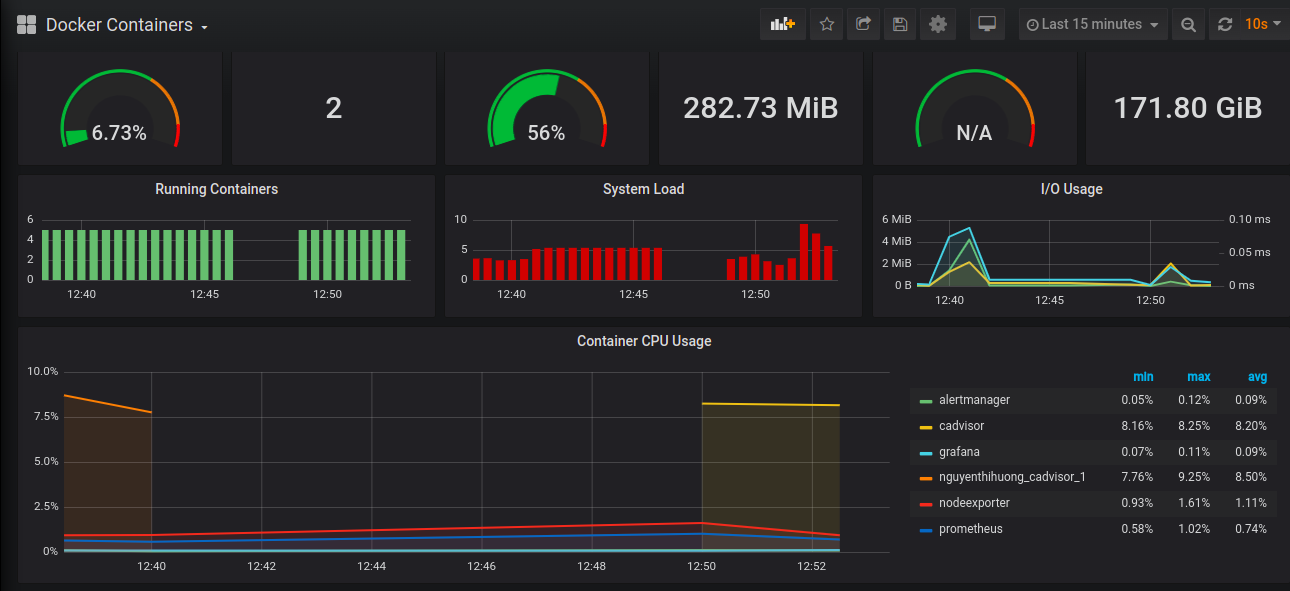 Docker Containers
Last 15 minutes
10s
6.73%
2
56%
282.73 MiB
N/A
171.80 GiB
Running Containers
6
4
2
0
12:40 12:45 12:50
System Load
10
5
0
12:40 12:45 12:50
I/O Usage
6 MiB 0.10 ms
4 MiB
0.05 ms
2 MiB
0 B 0 ms
12:40 12:45 12:50
Container CPU Usage
10.0%
7.5%
5.0%
2.5%
0%
12:40 12:42 12:44 12:46 12:48 12:50 12:52
min max avg
alertmanager 0.05% 0.12% 0.09%
cadvisor 8.16% 8.25% 8.20%
grafana 0.07% 0.11% 0.09%
nguyenthihuong_cadvisor_1 7.76% 9.25% 8.50%
nodeexporter 0.93% 1.61% 1.11%
prometheus 0.58% 1.02% 0.74%